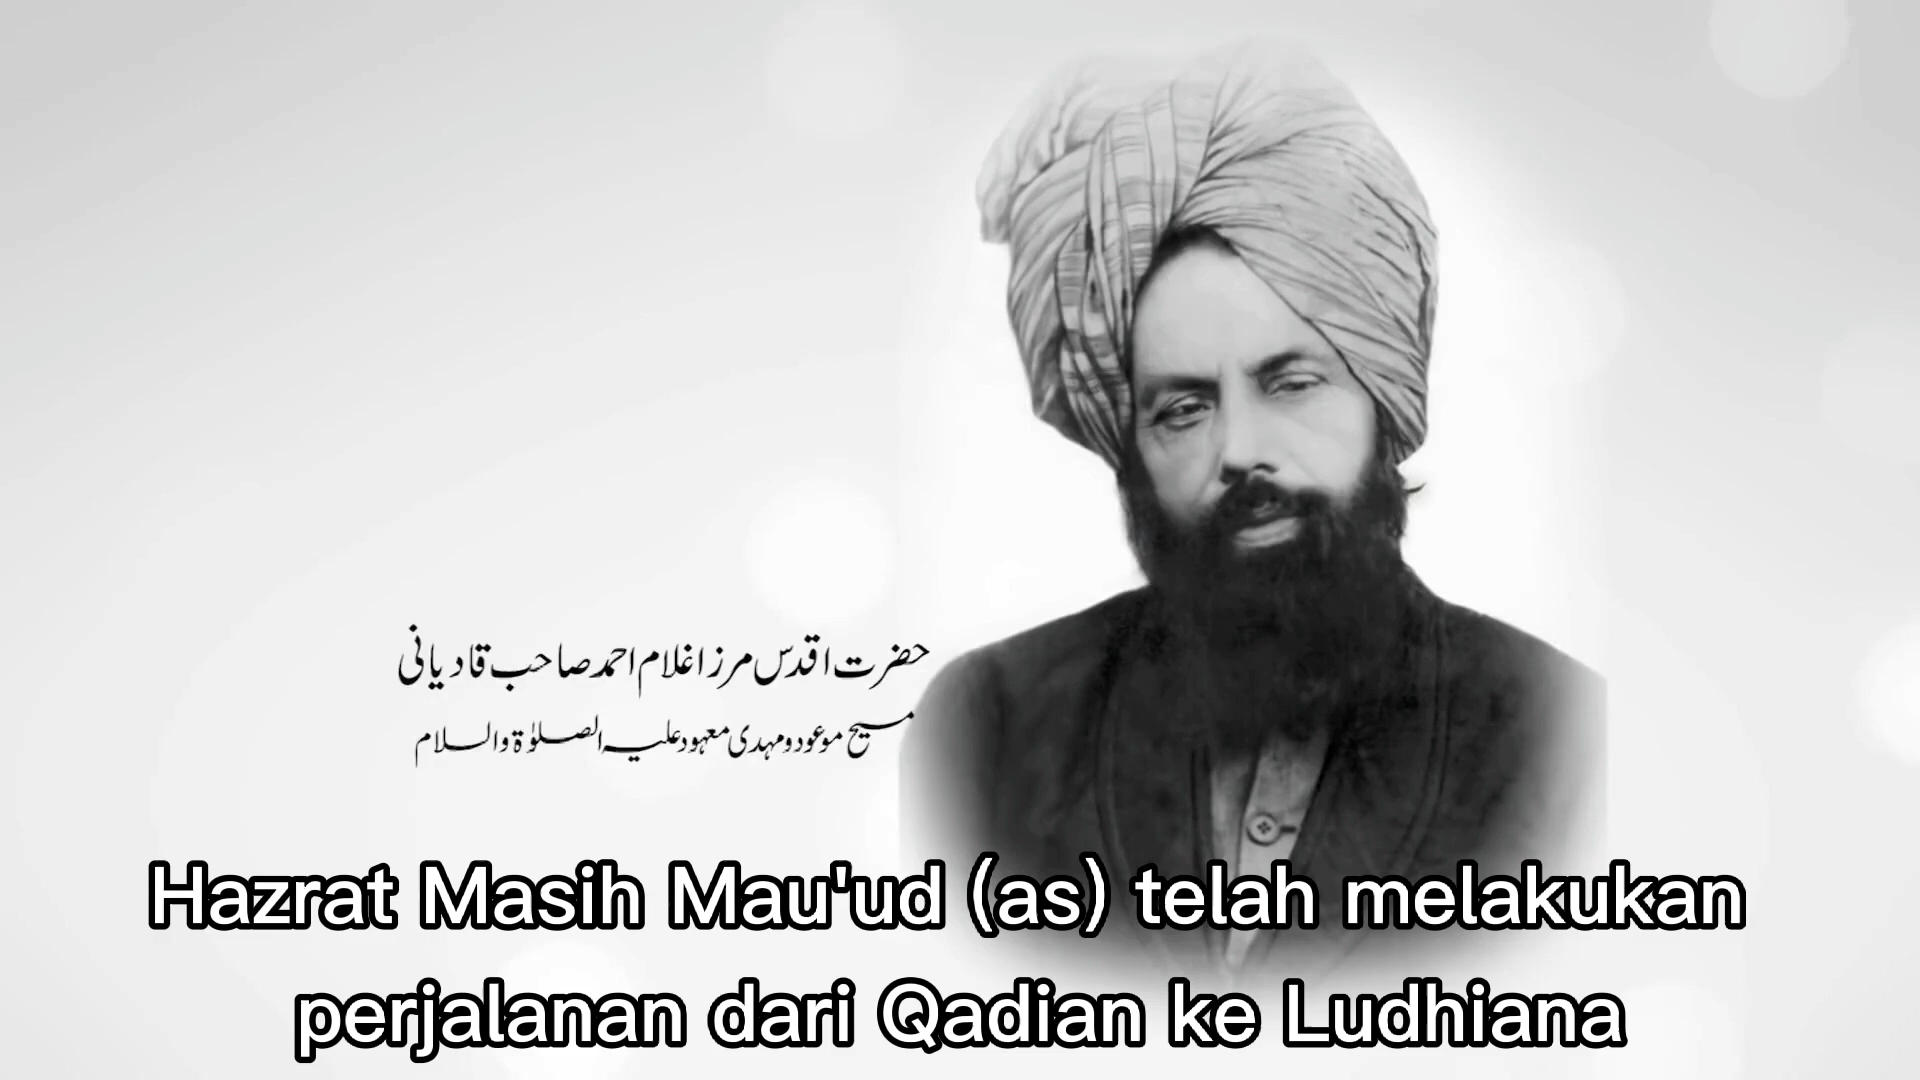 حضرت اقدس مرزا غلام احمد صاحب قادیانی
مسیح موعود و مہدی معہود علیہ الصلوٰۃ والسلام
Hazrat Masih Mau'ud (as) telah melakukan
perjalanan dari Qadian ke Ludhiana